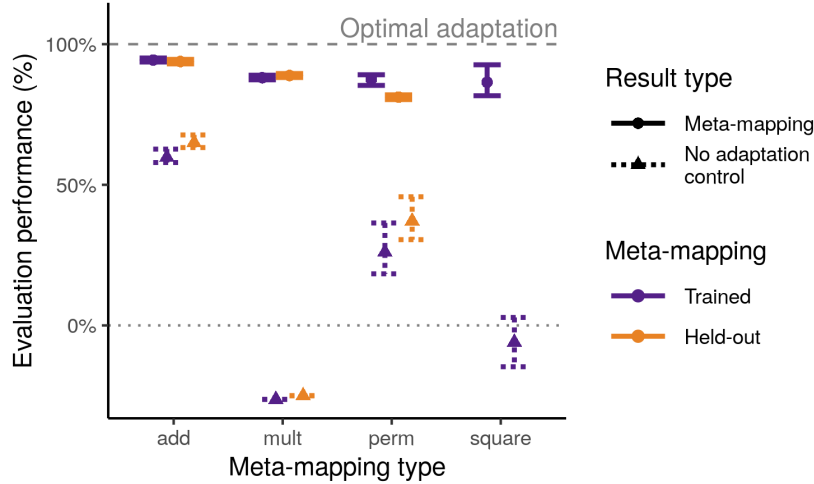 Optimal adaptation
100%
50%
0%
Evaluation performance (%)
add
mult
perm
square
Meta-mapping type
Result type
Meta-mapping
No adaptation
control
Meta-mapping
Trained
Held-out